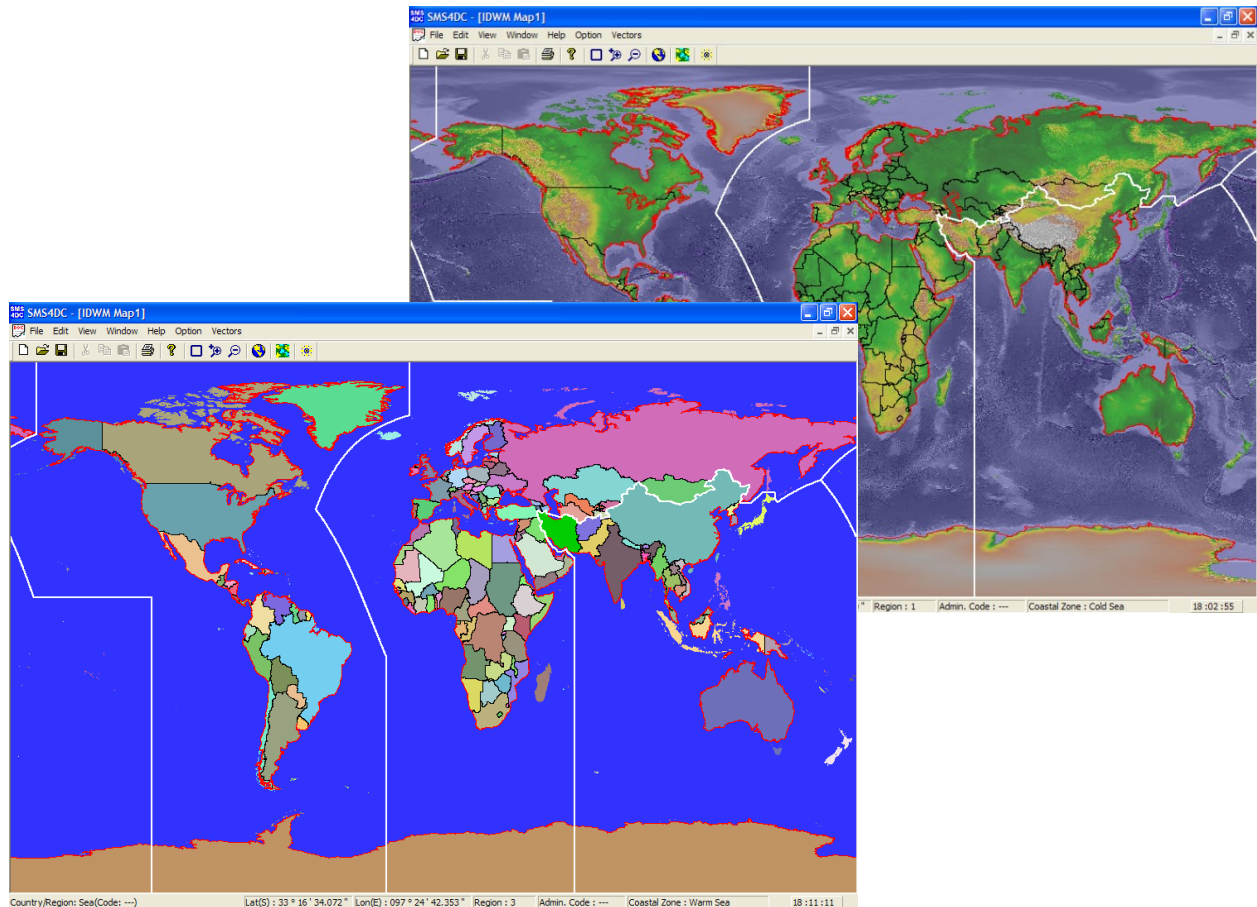 SMS4DC - [IDWM Map1]
File Edit View Window Help Option Vectors
" Region : 1 Admin. Code : --- Coastal Zone : Cold Sea 18 :02 :55
SMS4DC - [IDWM Map1]
File Edit View Window Help Option Vectors
Country/Region: Sea(Code: ---) Lat(S) : 33 ° 16 ' 34.072 " Lon(E) : 097 ° 24 ' 42.353 " Region : 3 Admin. Code : --- Coastal Zone : Warm Sea 18 :11 :11